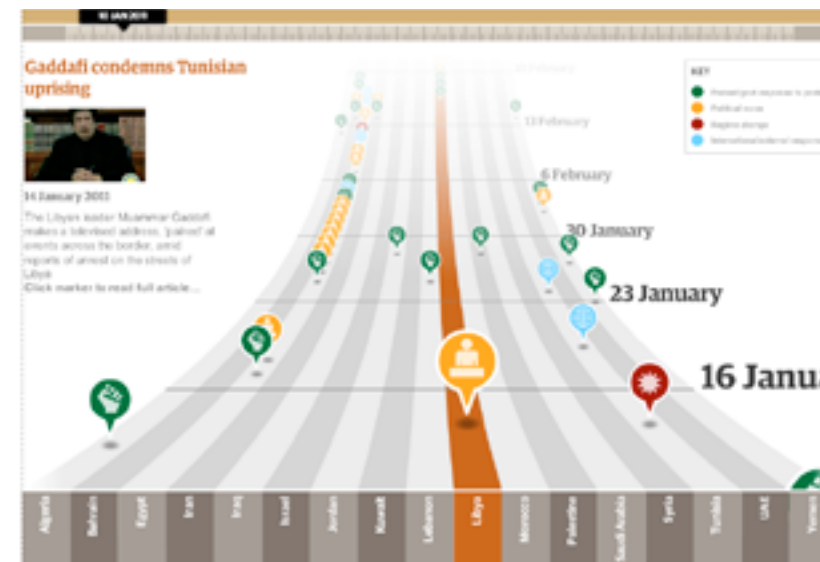 10 JAN 2011
Gaddafi condemns Tunisian
uprising
14 January 2011
The Libyan leader Muammar Gaddafi
makes a televised address, 'pained' at
events across the border, amid
reports of unrest on the streets of
Libya
Click marker to read full article...
KEY
Political move
Regime change
13 February
6 February
30 January
23 January
16 Janu
Algeria
Bahrain
Egypt
Iran
Iraq
Israel
Jordan
Kuwait
Lebanon
Libya
Morocco
Palestine
Saudi Arabia
Syria
Tunisia
UAE
Yemen